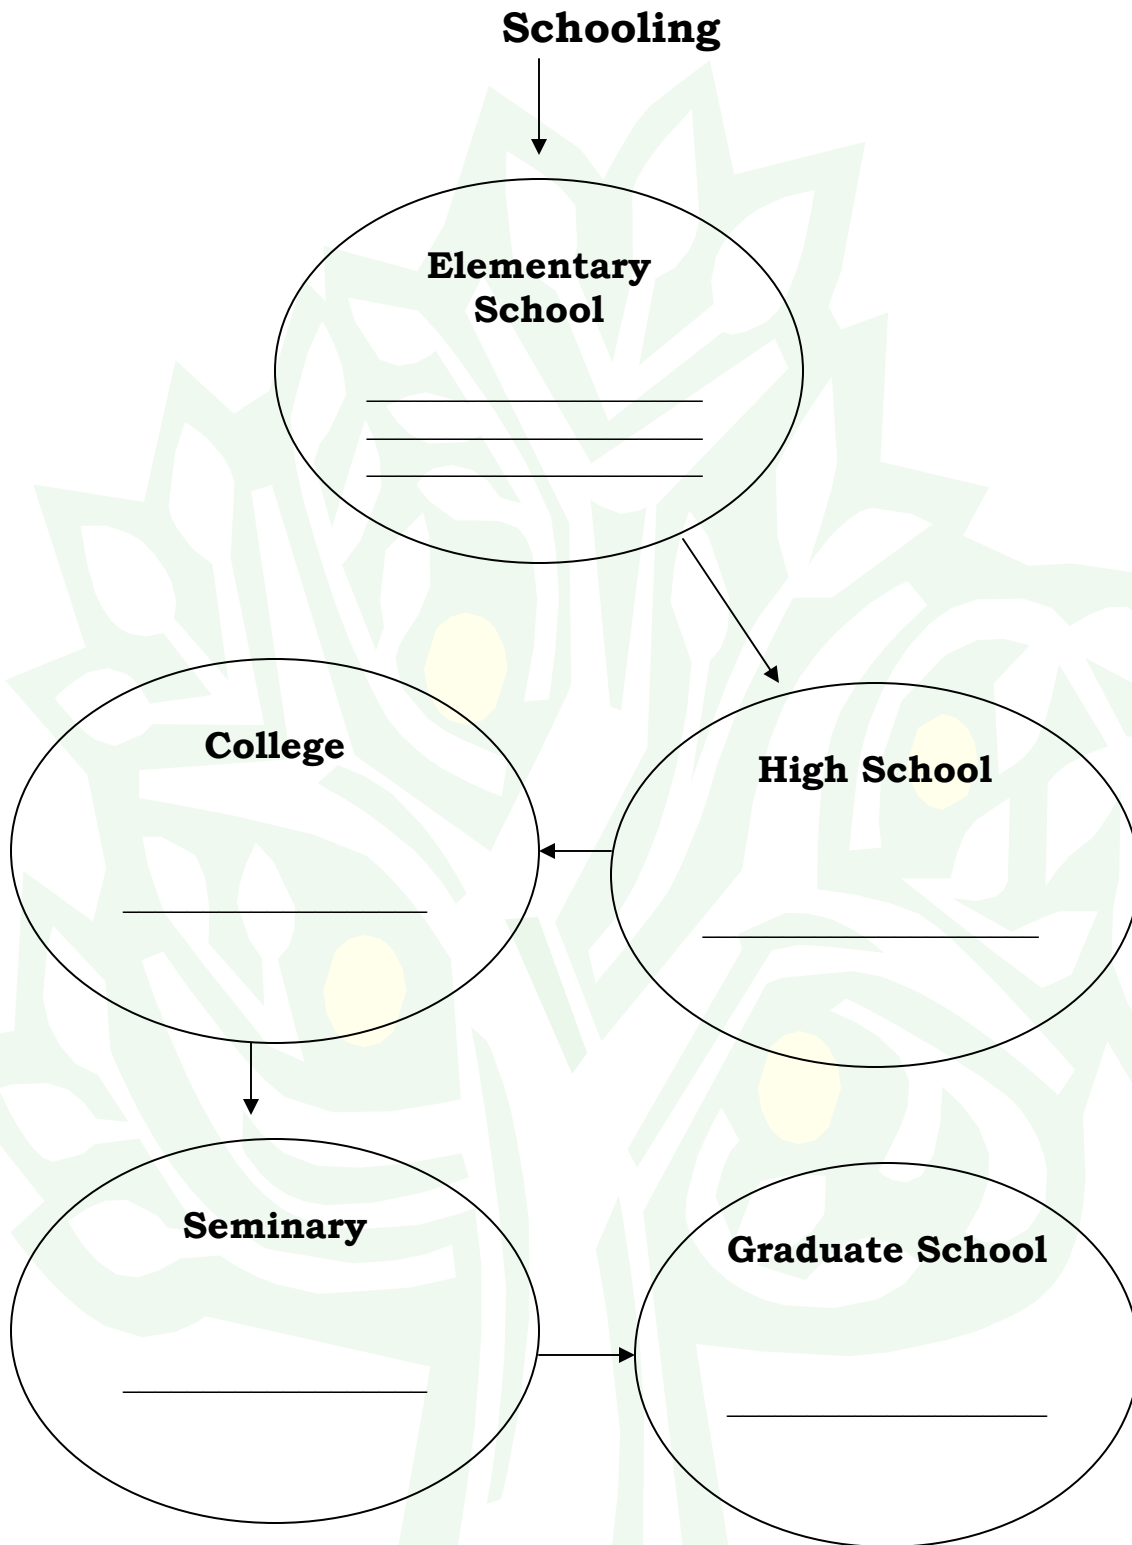 Schooling
Elementary
School
High School
College
Seminary
Graduate School